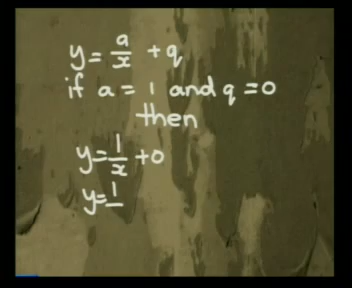 y = a/x + q
if a = 1 and q = 0
then
y = 1/x + 0
y = 1/